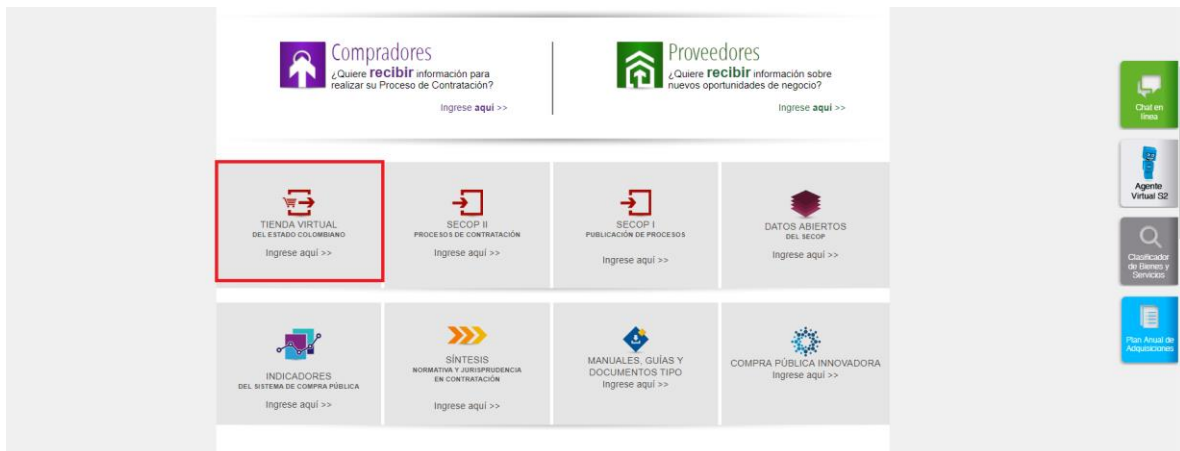 Compradores
¿Quiere recibir información para
realizar su Proceso de Contratación?
Ingrese aquí >>
Proveedores
¿Quiere recibir información sobre
nuevos oportunidades de negocio?
Ingrese aquí >>
Chat en
línea
Agente
Virtual S2
Clasificador
de Bienes y
Servicios
Plan Anual de
Adquisiciones
TIENDA VIRTUAL
DEL ESTADO COLOMBIANO
Ingrese aquí >>
SECOP II
PROCESOS DE CONTRATACIÓN
Ingrese aquí >>
SECOP I
PUBLICACIÓN DE PROCESOS
Ingrese aquí >>
DATOS ABIERTOS
DEL SECOP
Ingrese aquí >>
INDICADORES
DEL SISTEMA DE COMPRA PÚBLICA
Ingrese aquí >>
SÍNTESIS
NORMATIVA Y JURISPRUDENCIA
EN CONTRATACIÓN
Ingrese aquí >>
MANUALES, GUÍAS Y
DOCUMENTOS TIPO
Ingrese aquí >>
COMPRA PÚBLICA INNOVADORA
Ingrese aquí >>